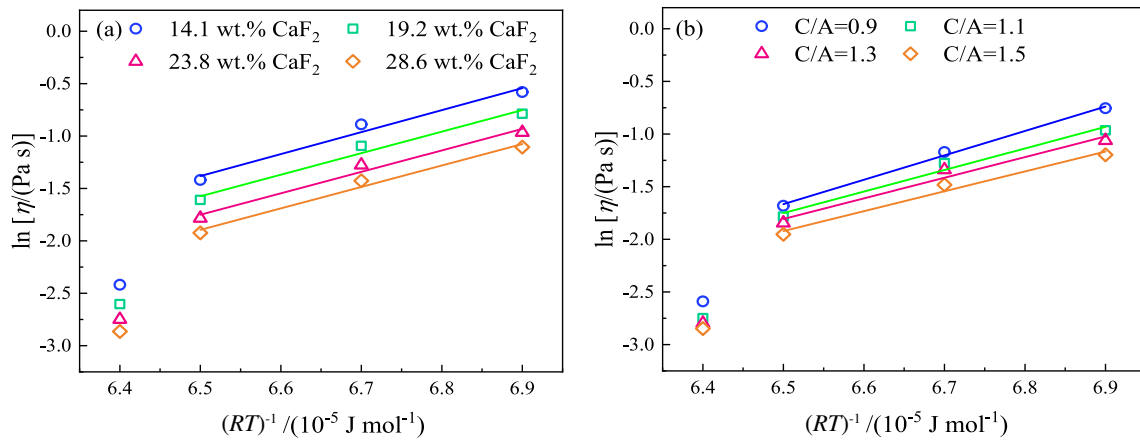 (a)
14.1 wt.% CaF₂
19.2 wt.% CaF₂
23.8 wt.% CaF₂
28.6 wt.% CaF₂
0.0
-0.5
-1.0
-1.5
-2.0
-2.5
-3.0
ln [ η/(Pa s)]
6.4 6.5 6.6 6.7 6.8 6.9
(RT)⁻¹ /(10⁻⁵ J mol⁻¹)
(b)
C/A=0.9
C/A=1.1
C/A=1.3
C/A=1.5
0.0
-0.5
-1.0
-1.5
-2.0
-2.5
-3.0
ln [ η/(Pa s)]
6.4 6.5 6.6 6.7 6.8 6.9
(RT)⁻¹ /(10⁻⁵ J mol⁻¹)